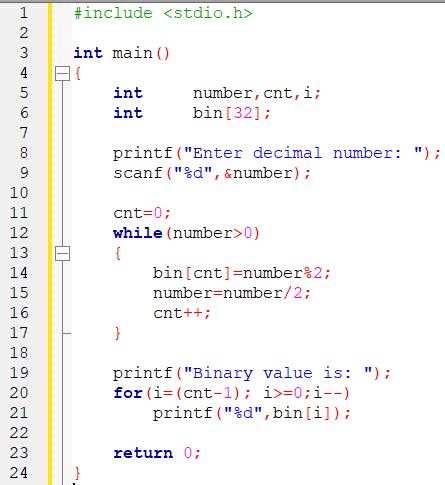 1 #include <stdio.h>
2
3 int main()
4 {
5     int     number,cnt,i;
6     int     bin[32];
7
8     printf("Enter decimal number: ");
9     scanf("%d",&number);
10
11     cnt=0;
12     while(number>0)
13     {
14         bin[cnt]=number%2;
15         number=number/2;
16         cnt++;
17     }
18
19     printf("Binary value is: ");
20     for(i=(cnt-1); i>=0;i--)
21         printf("%d",bin[i]);
22
23     return 0;
24 }